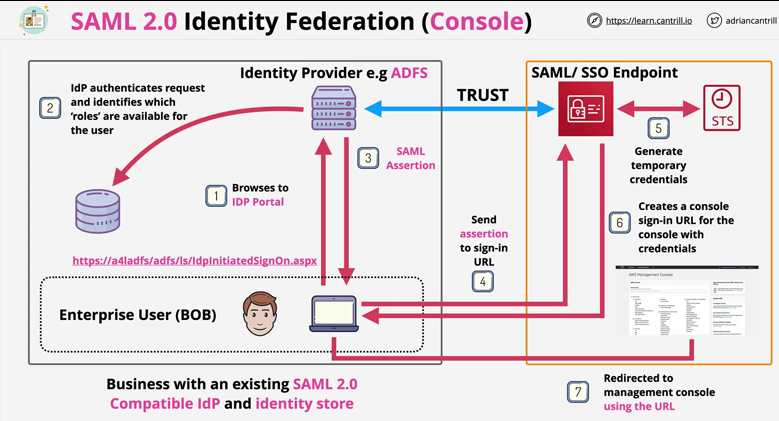 SAML 2.0 Identity Federation (Console)
https://learn.cantrill.io
adriancantrill
Identity Provider e.g ADFS
SAML/ SSO Endpoint
2
IdP authenticates request
and identifies which
‘roles’ are available for
the user
TRUST
STS
3
SAML
Assertion
5
Generate
temporary
credentials
1
Browses to
IDP Portal
Send
assertion
to sign-in
URL
4
6
Creates a console
sign-in URL for the
console with
credentials
https://a4ladfs/adfs/ls/IdpInitiatedSignOn.aspx
AWS Management Console
Enterprise User (BOB)
Business with an existing SAML 2.0
Compatible IdP and identity store
7
Redirected to
management console
using the URL